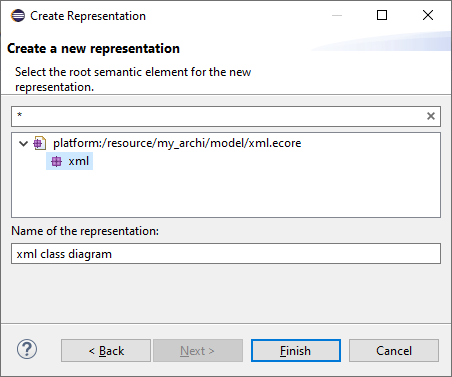 Create Representation
Create a new representation
Select the root semantic element for the new
representation.
*
platform:/resource/my_archi/model/xml.ecore
xml
Name of the representation:
xml class diagram
?
< Back
Next >
Finish
Cancel